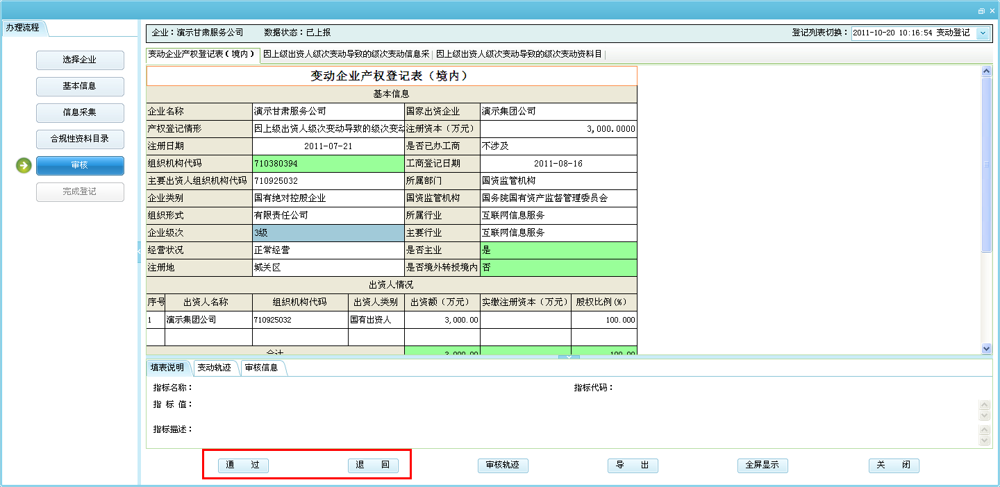 办理流程
选择企业
基本信息
信息采集
合规性资料目录
审核
完成登记
企业：演示甘肃服务公司 数据状态：已上报 登记列表切换： 2011-10-20 10:16:54 变动登记
变动企业产权登记表（境内） 因上级出资人级次变动导致的级次变动信息采 因上级出资人级次变动导致的级次变动资料目
变动企业产权登记表（境内）
基本信息
企业名称 演示甘肃服务公司 国家出资企业 演示集团公司
产权登记情形 因上级出资人级次变动导致的级次变动 注册资本（万元） 3,000.0000
注册日期 2011-07-21 是否已办工商 不涉及
组织机构代码 710380394 工商登记日期 2011-08-16
主要出资人组织机构代码 710925032 所属部门 国资监管机构
企业类别 国有绝对控股企业 国资监管机构 国务院国有资产监督管理委员会
组织形式 有限责任公司 所属行业 互联网信息服务
企业级次 3级 主要行业 互联网信息服务
经营状况 正常经营 是否主业 是
注册地 城关区 是否境外转投境内 否
出资人情况
序号 出资人名称 组织机构代码 出资人类别 出资额（万元） 实缴注册资本（万元） 股权比例(%)
1 演示集团公司 710925032 国有出资人 3,000.00 100.000
合计 3,000.00 100.00
填表说明 变动轨迹 审核信息
指标名称： 指标代码：
指 标 值：
指标描述：
通 过 退 回 审核轨迹 导 出 全屏显示 关 闭